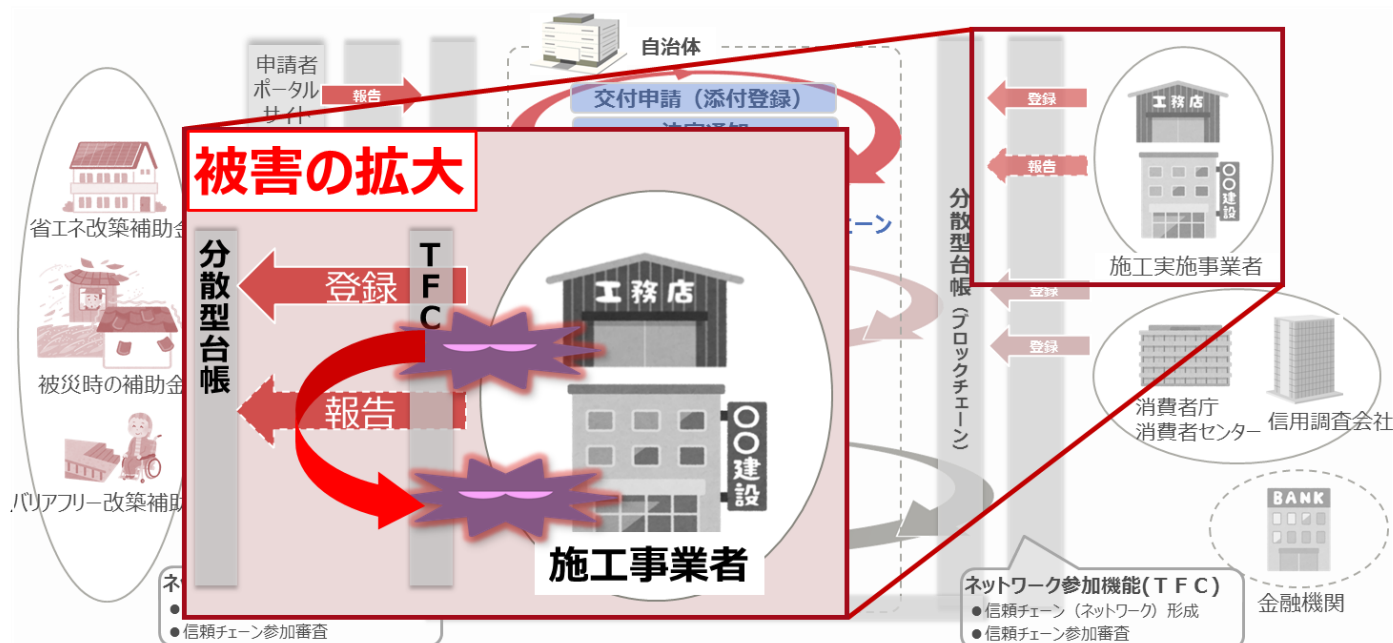 自治体
申請者
ポータル
サイト
報告
交付申請（添付登録）
登録
工務店
報告
〇〇建設
施工実施事業者
分散型台帳（ブロックチェーン）
登録
登録
消費者庁
消費者センター
信用調査会社
BANK
金融機関
省エネ改築補助金
被災時の補助金
バリアフリー改築補助
ェーン
被害の拡大
分散型台帳
TFC
登録
報告
工務店
〇〇建設
施工事業者
●信頼チェーン参加審査
ネットワーク参加機能(ＴＦＣ)
●信頼チェーン（ネットワーク）形成
●信頼チェーン参加審査